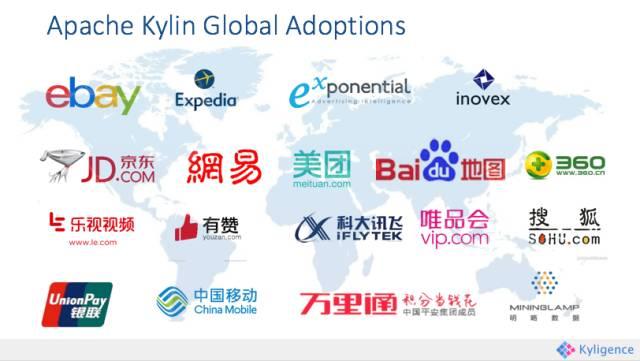 Apache Kylin Global Adoptions
ebay
Expedia
exponential
Advertising Intelligence
inovex
JD.京东
.COM
網易
美团
meituan.com
Bai du 地图
360
www.360.cn
乐视视频
www.le.com
有赞
youzan.com
科大讯飞
iFLYTEK
唯品会
vip.com
搜狐
SOHU.com
UnionPay
银联
中国移动
China Mobile
万里通 积分当钱花
中国平安集团成员
MININGLAMP
明略数据
Kyligence